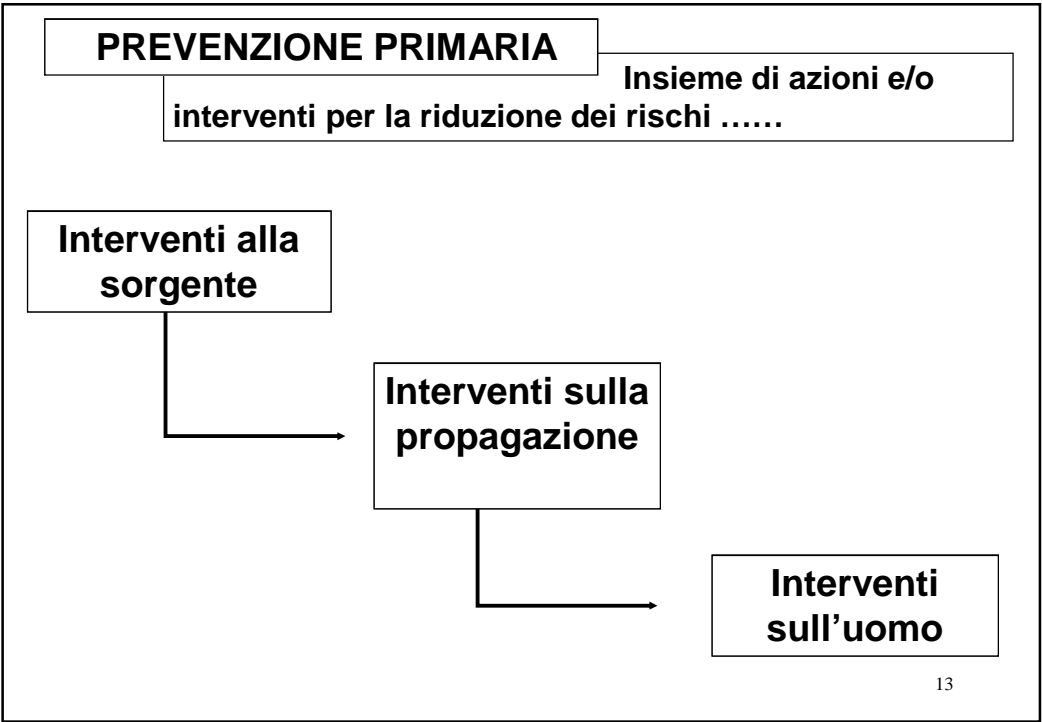 PREVENZIONE PRIMARIA
Insieme di azioni e/o
interventi per la riduzione dei rischi ……
Interventi alla
sorgente
Interventi sulla
propagazione
Interventi
sull’uomo
13